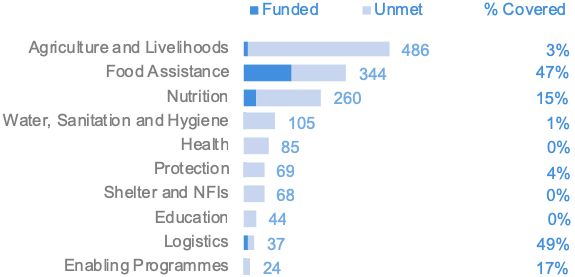 Funded Unmet % Covered
Agriculture and Livelihoods 486 3%
Food Assistance 344 47%
Nutrition 260 15%
Water, Sanitation and Hygiene 105 1%
Health 85 0%
Protection 69 4%
Shelter and NFIs 68 0%
Education 44 0%
Logistics 37 49%
Enabling Programmes 24 17%